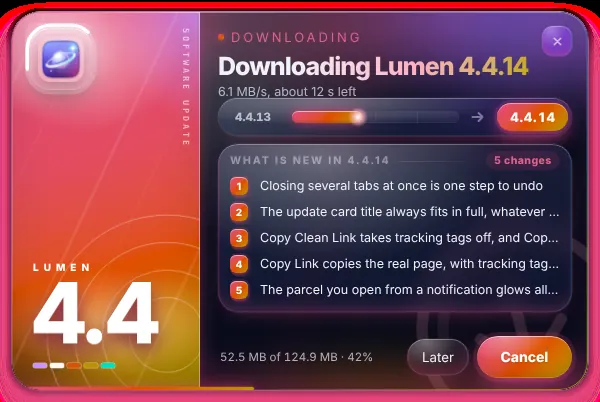 SOFTWARE UPDATE
LUMEN
4.4
DOWNLOADING
Downloading Lumen 4.4.14
6.1 MB/s, about 12 s left
4.4.13 → 4.4.14
WHAT IS NEW IN 4.4.14 5 changes
1 Closing several tabs at once is one step to undo
2 The update card title always fits in full, whatever ...
3 Copy Clean Link takes tracking tags off, and Cop...
4 Copy Link copies the real page, with tracking tag...
5 The parcel you open from a notification glows all...
52.5 MB of 124.9 MB · 42% Later Cancel